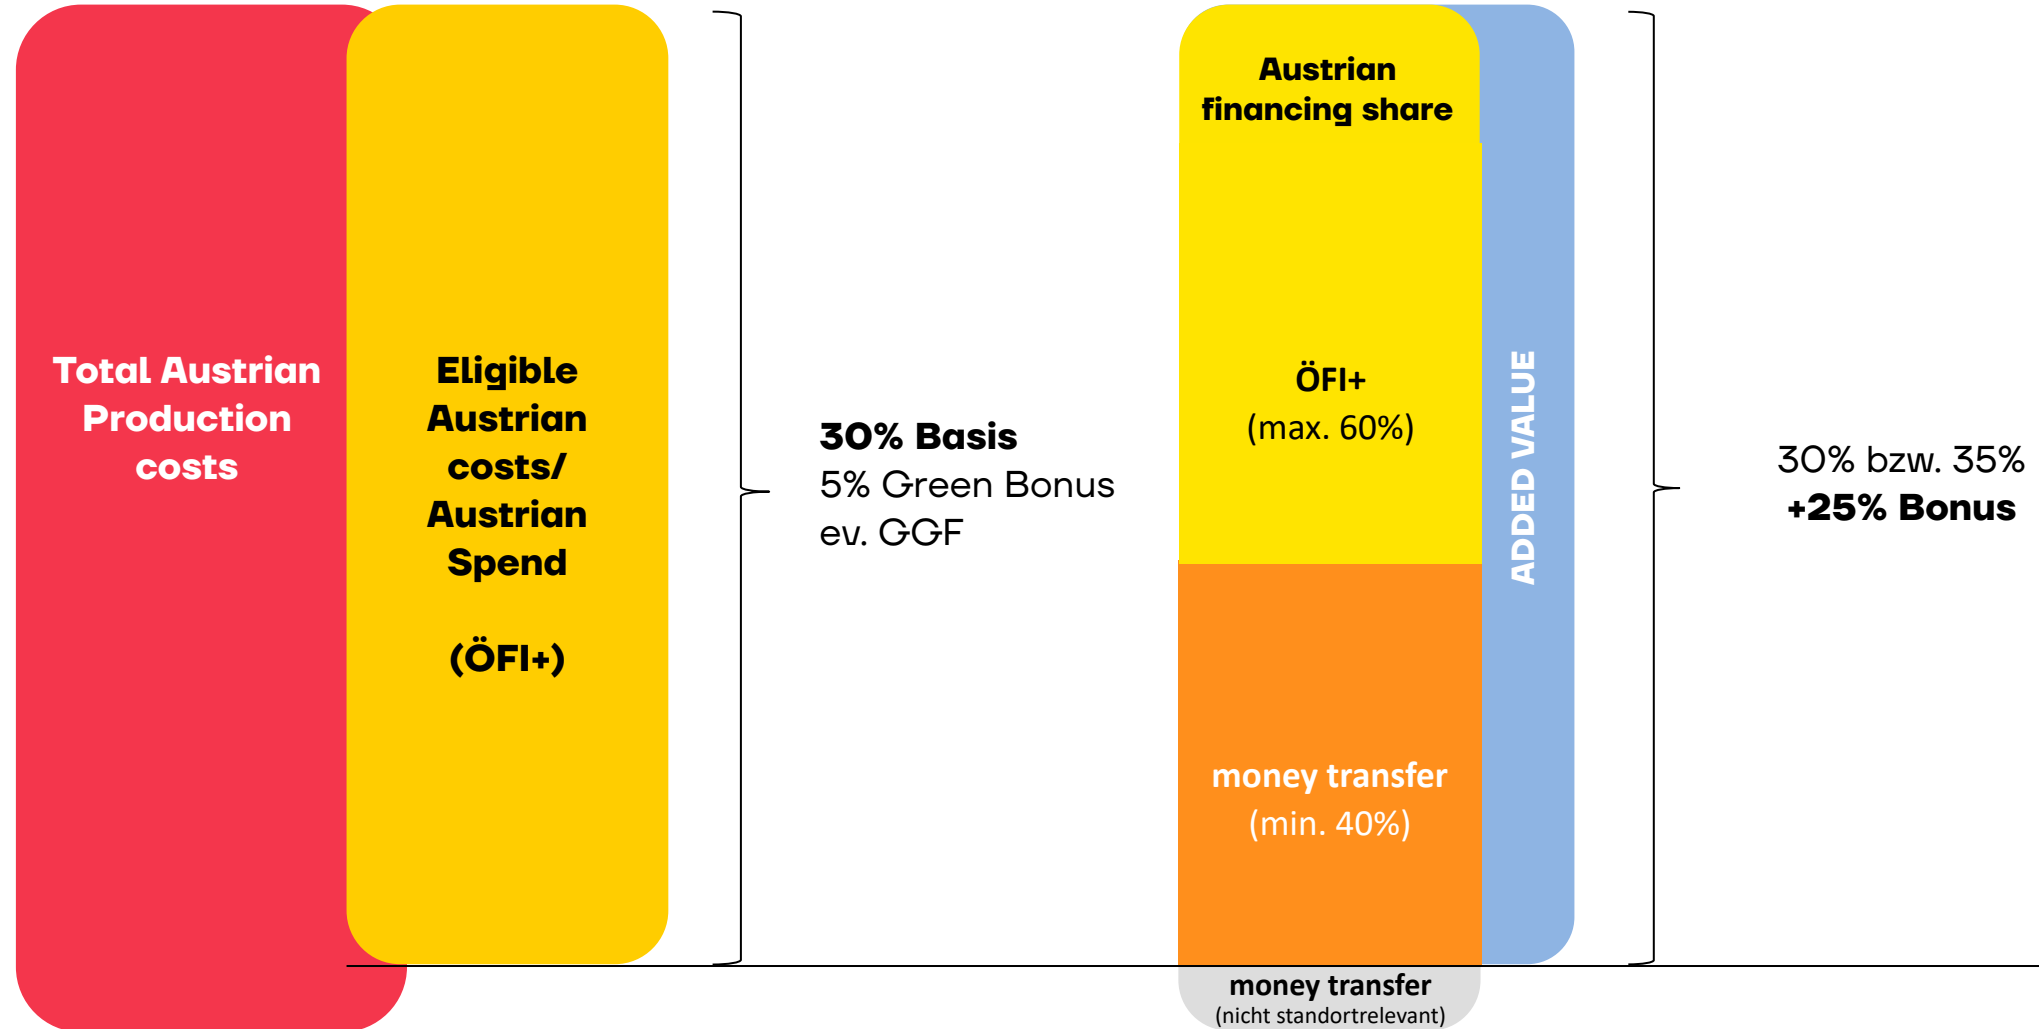 Total Austrian
Production
costs
Eligible
Austrian
costs/
Austrian
Spend
(ÖFI+)
30% Basis
5% Green Bonus
ev. GGF
Austrian
financing share
ÖFI+
(max. 60%)
money transfer
(min. 40%)
money transfer
(nicht standortrelevant)
ADDED VALUE
30% bzw. 35%
+25% Bonus